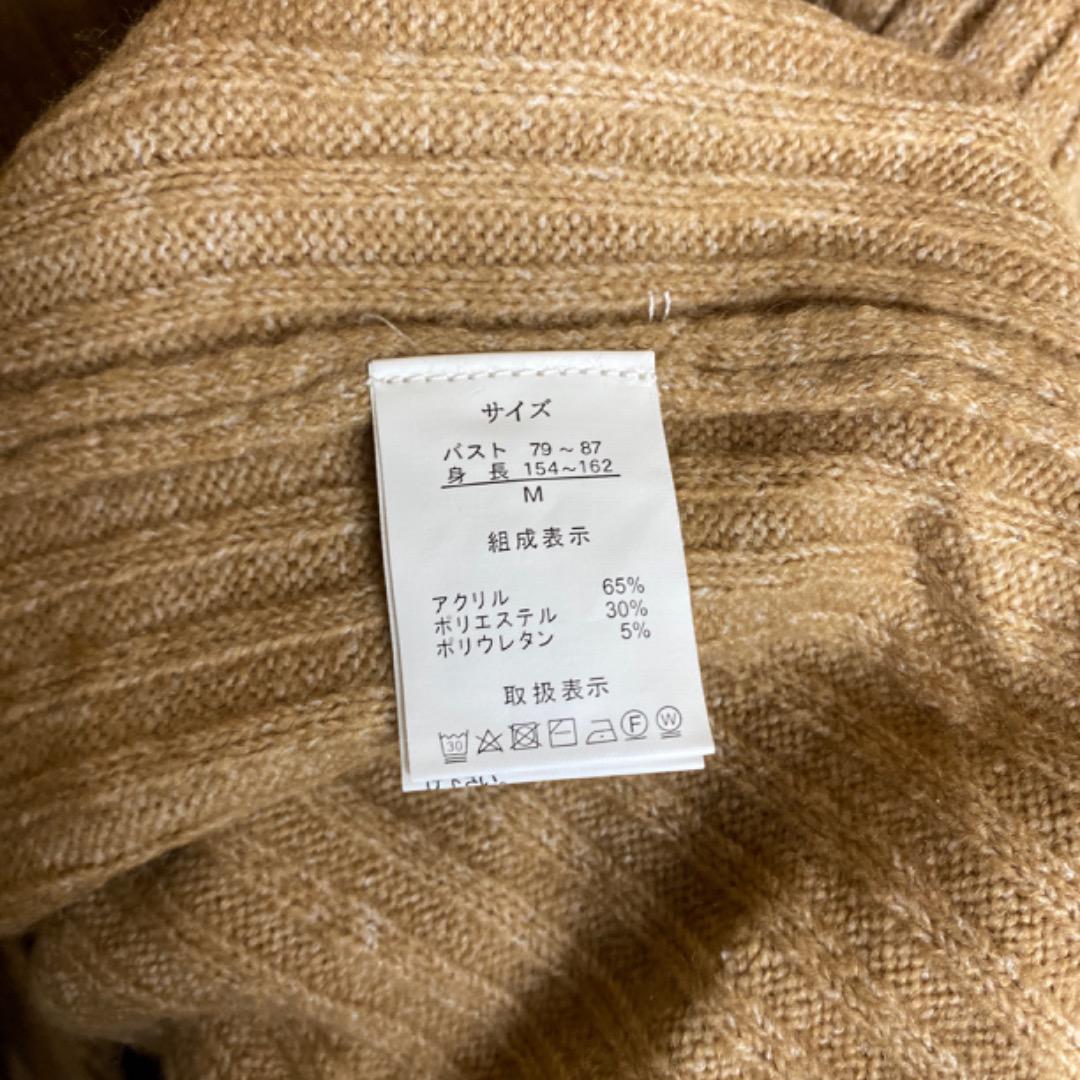 サイズ
バスト 79～87
身長 154～162
M
組成表示
アクリル 65%
ポリエステル 30%
ポリウレタン 5%
取扱表示
30 F W